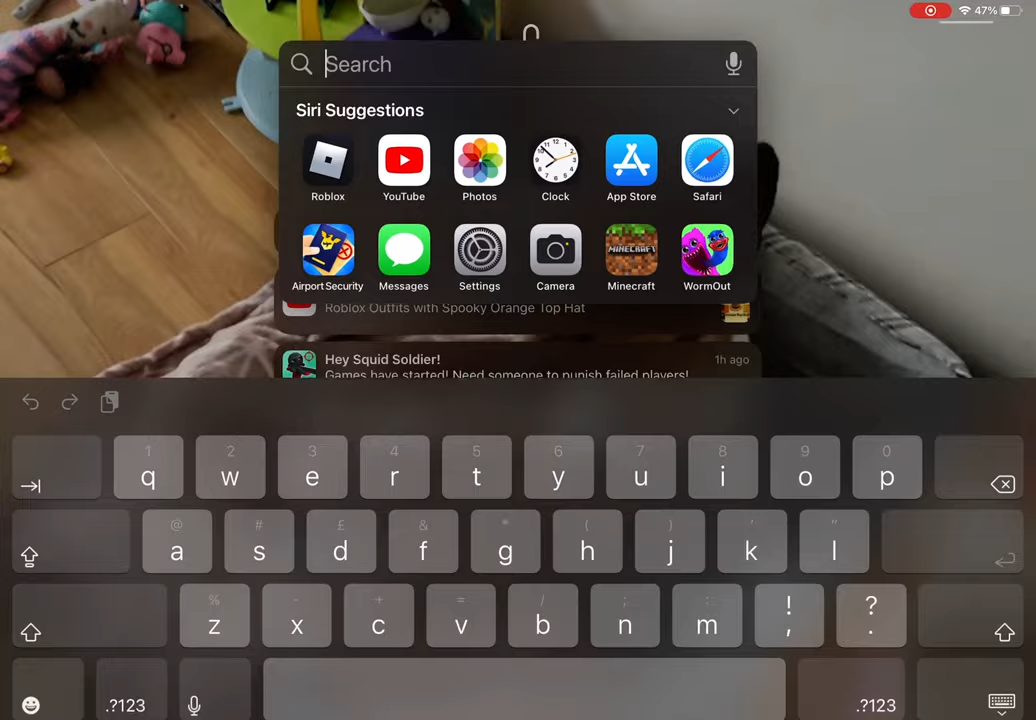 47%
Search
Siri Suggestions
Roblox YouTube Photos Clock App Store Safari
MINECRAFT
Airport Security Messages Settings Camera Minecraft WormOut
Roblox Outfits with Spooky Orange Top Hat
Hey Squid Soldier! 1h ago
Games have started! Need someone to punish failed players!
1 2 3 4 5 6 7 8 9 0
q w e r t y u i o p
@ # £ & * ( ) ' "
a s d f g h j k l
% - + = / ; : ! ?
z x c v b n m , .
.?123 .?123